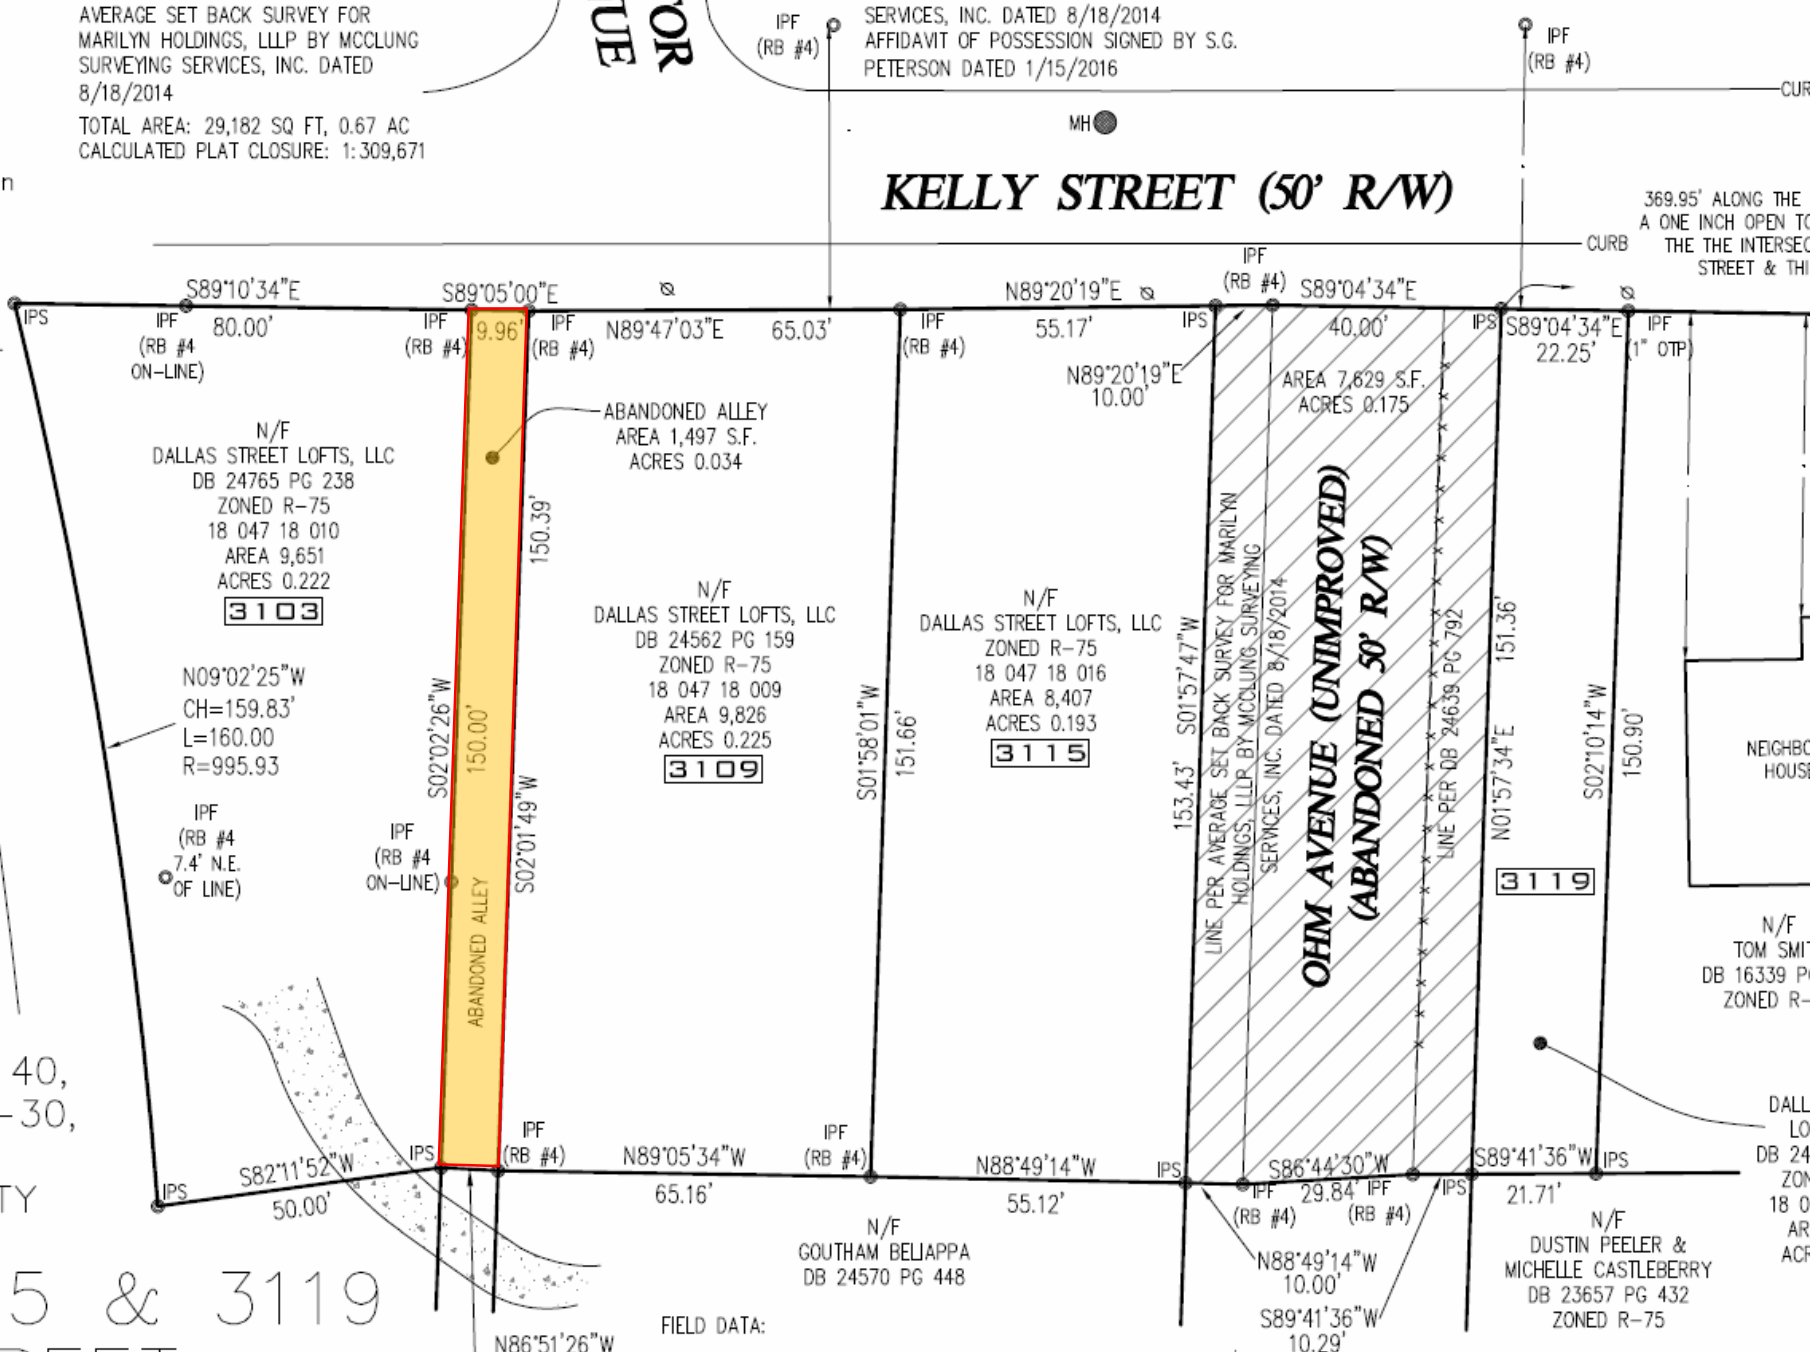 AVERAGE SET BACK SURVEY FOR
MARILYN HOLDINGS, LLLP BY MCCLUNG
SURVEYING SERVICES, INC. DATED
8/18/2014
TOTAL AREA: 29,182 SQ FT, 0.67 AC
CALCULATED PLAT CLOSURE: 1:309,671
TOR
UE
IPF
(RB #4)
SERVICES, INC. DATED 8/18/2014
AFFIDAVIT OF POSSESSION SIGNED BY S.G.
PETERSON DATED 1/15/2016
IPF
(RB #4)
CUR
MH
n
KELLY STREET (50' R/W)
369.95' ALONG THE
A ONE INCH OPEN TO
THE THE INTERSEC
STREET & THI
CURB
IPF
(RB #4)
S89°10'34"E
S89°05'00"E
N89°20'19"E
S89°04'34"E
IPS
IPF
(RB #4
ON-LINE)
80.00'
IPF
(RB #4)
9.96'
IPF
(RB #4)
N89°47'03"E
65.03'
IPF
(RB #4)
55.17'
IPS
40.00'
IPS
S89°04'34"E
22.25'
IPF
(1" OTP)
N89°20'19"E
10.00'
AREA 7,629 S.F.
ACRES 0.175
ABANDONED ALLEY
AREA 1,497 S.F.
ACRES 0.034
N/F
DALLAS STREET LOFTS, LLC
DB 24765 PG 238
ZONED R-75
18 047 18 010
AREA 9,651
ACRES 0.222
3103
150.39'
N/F
DALLAS STREET LOFTS, LLC
DB 24562 PG 159
ZONED R-75
18 047 18 009
AREA 9,826
ACRES 0.225
3109
N/F
DALLAS STREET LOFTS, LLC
ZONED R-75
18 047 18 016
AREA 8,407
ACRES 0.193
3115
N09°02'25"W
CH=159.83'
L=160.00
R=995.93
S02°02'26"W
150.00'
S02°01'49"W
ABANDONED ALLEY
S01°58'01"W
151.66'
153.43' S01°57'47"W
LINE PER AVERAGE SET BACK SURVEY FOR MARILYN
HOLDINGS, LLLP BY MCCLUNG SURVEYING
SERVICES, INC. DATED 8/18/2014
OHM AVENUE (UNIMPROVED)
(ABANDONED 50' R/W)
LINE PER DB 24639 PG 792
N01°57'34"E
151.36'
S02°10'14"W
150.90'
3119
NEIGHBO
HOUSE
IPF
(RB #4
7.4' N.E.
OF LINE)
IPF
(RB #4
ON-LINE)
N/F
TOM SMIT
DB 16339 P
ZONED R-
40,
-30,
TY
5 & 3119
IPS
S82°11'52"W
50.00'
IPS
IPF
(RB #4)
N89°05'34"W
65.16'
IPF
(RB #4)
N88°49'14"W
55.12'
IPS
IPF
(RB #4)
S86°44'30"W
29.84'
IPF
(RB #4)
IPS
S89°41'36"W
21.71'
IPS
DALL
LO
DB 24
ZON
18 0
AR
ACR
N/F
GOUTHAM BELIAPPA
DB 24570 PG 448
N88°49'14"W
10.00'
S89°41'36"W
10.29'
N/F
DUSTIN PEELER &
MICHELLE CASTLEBERRY
DB 23657 PG 432
ZONED R-75
FIELD DATA:
N86°51'26"W